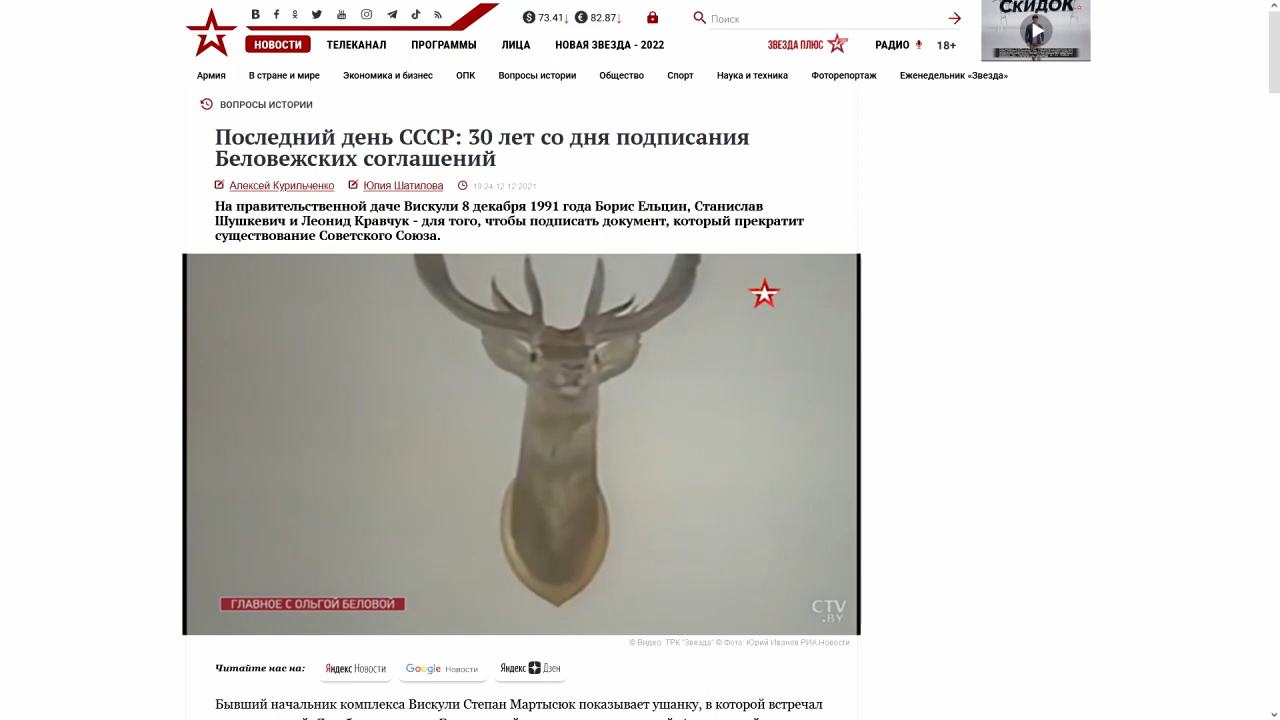 СКИДОК
73.41 82.87
Поиск
НОВОСТИ ТЕЛЕКАНАЛ ПРОГРАММЫ ЛИЦА НОВАЯ ЗВЕЗДА - 2022 ЗВЕЗДА ПЛЮС РАДИО 18+
Армия В стране и мире Экономика и бизнес ОПК Вопросы истории Общество Спорт Наука и техника Фоторепортаж Еженедельник «Звезда»
ВОПРОСЫ ИСТОРИИ
Последний день СССР: 30 лет со дня подписания
Беловежских соглашений
Алексей Курильченко Юлия Шатилова 19:24 12.12.2021
На правительственной даче Вискули 8 декабря 1991 года Борис Ельцин, Станислав
Шушкевич и Леонид Кравчук - для того, чтобы подписать документ, который прекратит
существование Советского Союза.
ГЛАВНОЕ С ОЛЬГОЙ БЕЛОВОЙ
CTV
.BY
© Видео: ТРК "Звезда" © Фото: Юрий Иванов РИА Новости
Читайте нас на: Яндекс Новости Google Новости Яндекс Дзен
Бывший начальник комплекса Вискули Степан Мартысюк показывает ушанку, в которой встречал